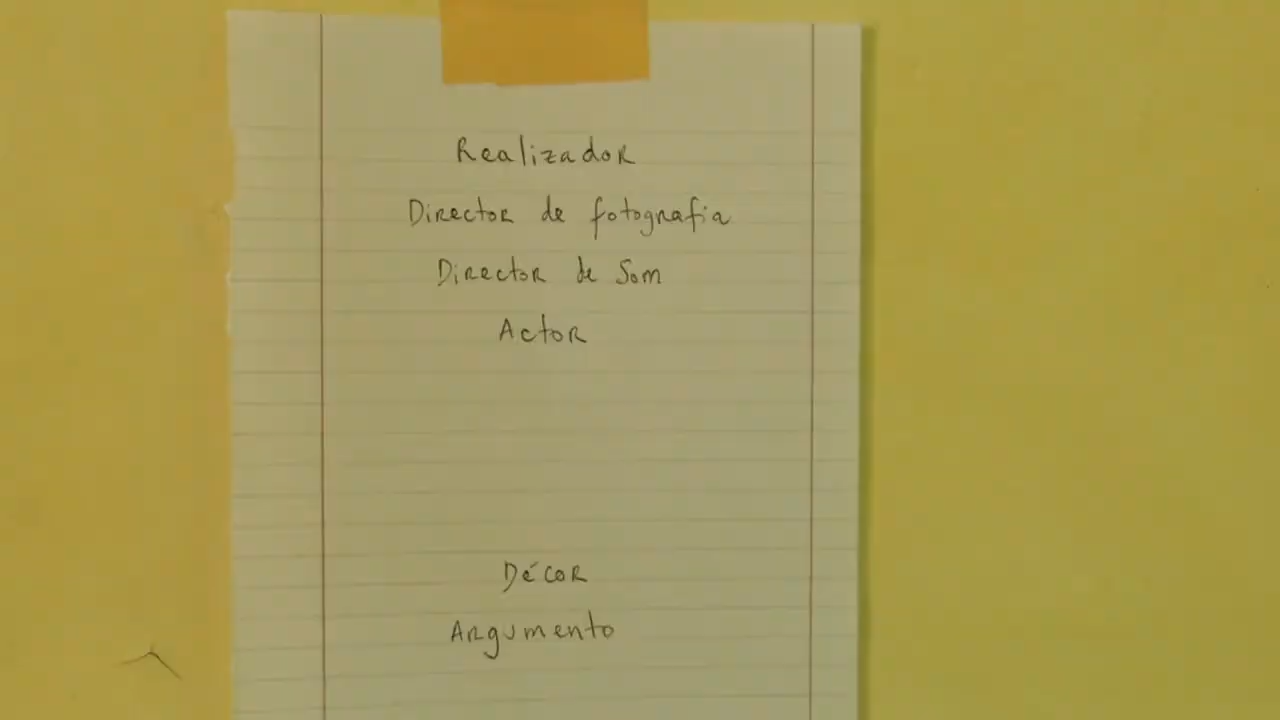 Realizador
Director de fotografia
Director de Som
Actor
Décor
Argumento